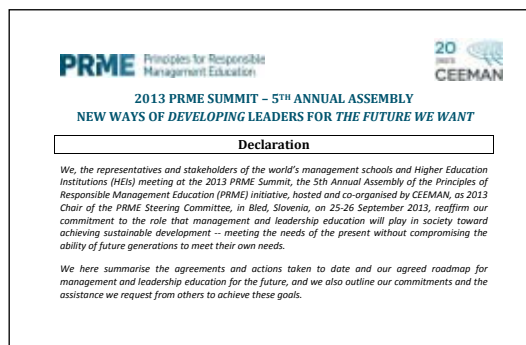 PRME Principles for Responsible
Management Education
20
CEEMAN
2013 PRME SUMMIT – 5TH ANNUAL ASSEMBLY
NEW WAYS OF DEVELOPING LEADERS FOR THE FUTURE WE WANT
Declaration
We, the representatives and stakeholders of the world's management schools and Higher Education
Institutions (HEIs) meeting at the 2013 PRME Summit, the 5th Annual Assembly of the Principles of
Responsible Management Education (PRME) initiative, hosted and co-organised by CEEMAN, as 2013
Chair of the PRME Steering Committee, in Bled, Slovenia, on 25-26 September 2013, reaffirm our
commitment to the role that management and leadership education will play in society toward
achieving sustainable development -- meeting the needs of the present without compromising the
ability of future generations to meet their own needs.
We here summarise the agreements and actions taken to date and our agreed roadmap for
management and leadership education for the future, and we also outline our commitments and the
assistance we request from others to achieve these goals.